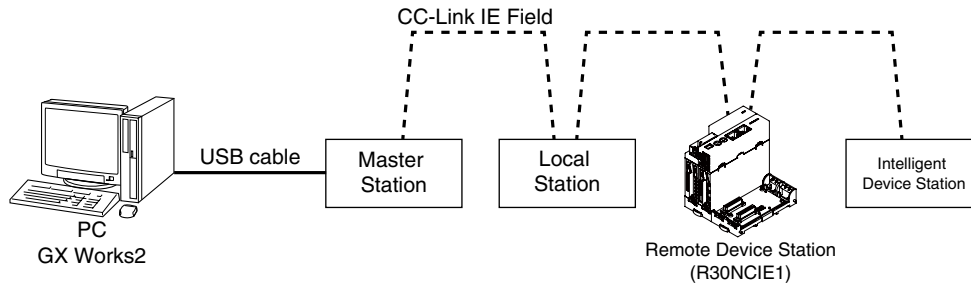 CC-Link IE Field
USB cable
Master
Station
Local
Station
Intelligent
Device Station
PC
GX Works2
Remote Device Station
(R30NCIE1)